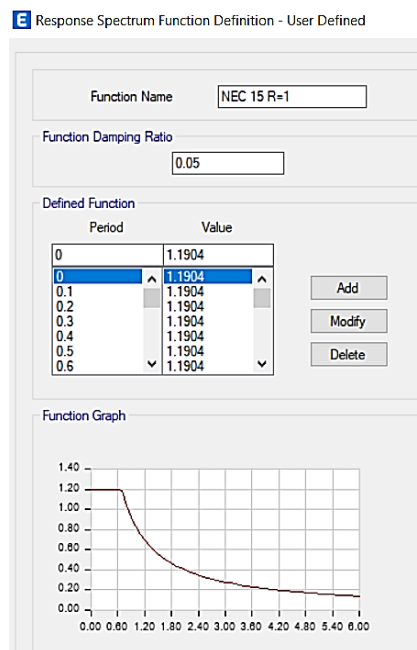 E Response Spectrum Function Definition - User Defined
Function Name NEC 15 R=1
Function Damping Ratio
0.05
Defined Function
Period Value
0 1.1904
0 1.1904
0.1 1.1904
0.2 1.1904
0.3 1.1904
0.4 1.1904
0.5 1.1904
0.6 1.1904
Add
Modify
Delete
Function Graph
1.40
1.20
1.00
0.80
0.60
0.40
0.20
0.00
0.00 0.60 1.20 1.80 2.40 3.00 3.60 4.20 4.80 5.40 6.00